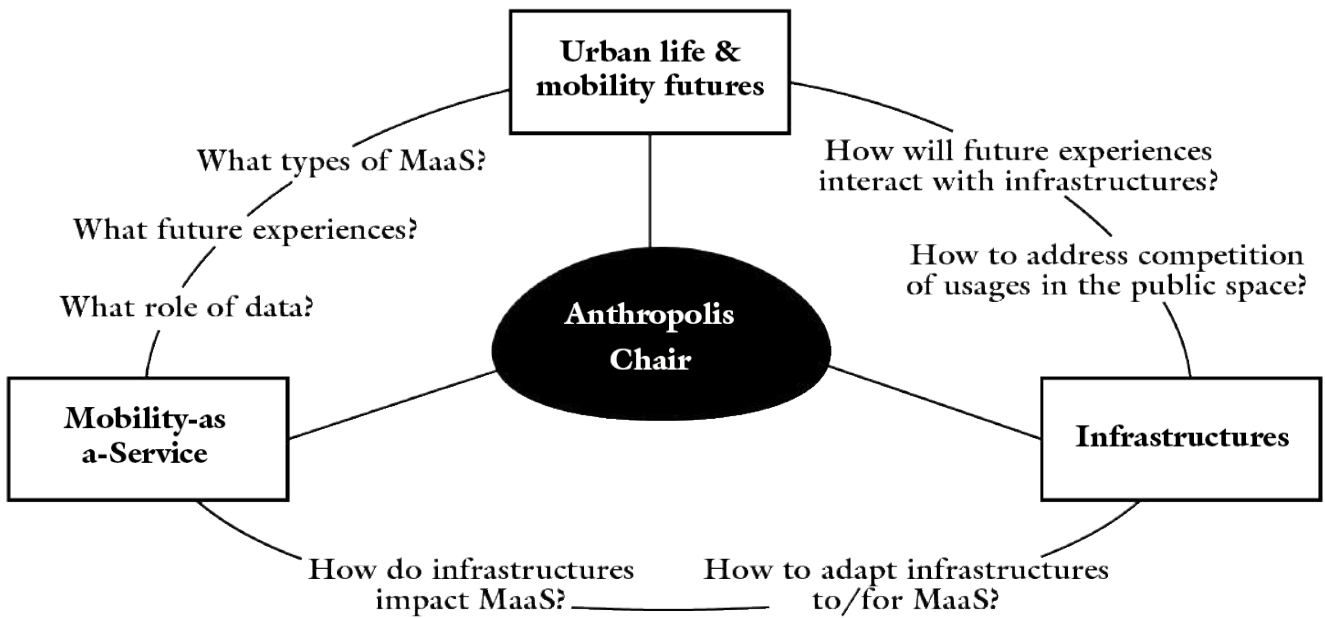 Urban life &
mobility futures
What types of MaaS?
How will future experiences
interact with infrastructures?
What future experiences?
How to address competition
of usages in the public space?
What role of data?
Anthropolis
Chair
Mobility-as
a-Service
Infrastructures
How do infrastructures
impact MaaS?
How to adapt infrastructures
to/for MaaS?